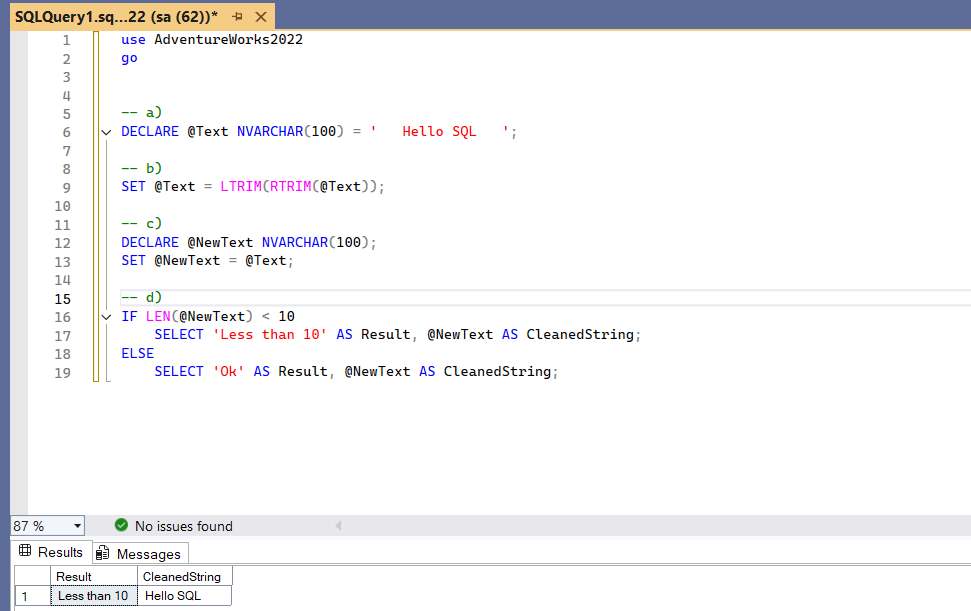 SQLQuery1.sq...22 (sa (62))*
1 use AdventureWorks2022
2 go
3
4
5 -- a)
6 DECLARE @Text NVARCHAR(100) = '   Hello SQL   ';
7
8 -- b)
9 SET @Text = LTRIM(RTRIM(@Text));
10
11 -- c)
12 DECLARE @NewText NVARCHAR(100);
13 SET @NewText = @Text;
14
15 -- d)
16 IF LEN(@NewText) < 10
17     SELECT 'Less than 10' AS Result, @NewText AS CleanedString;
18 ELSE
19     SELECT 'Ok' AS Result, @NewText AS CleanedString;
87 % No issues found
Results Messages
Result CleanedString
1 Less than 10 Hello SQL